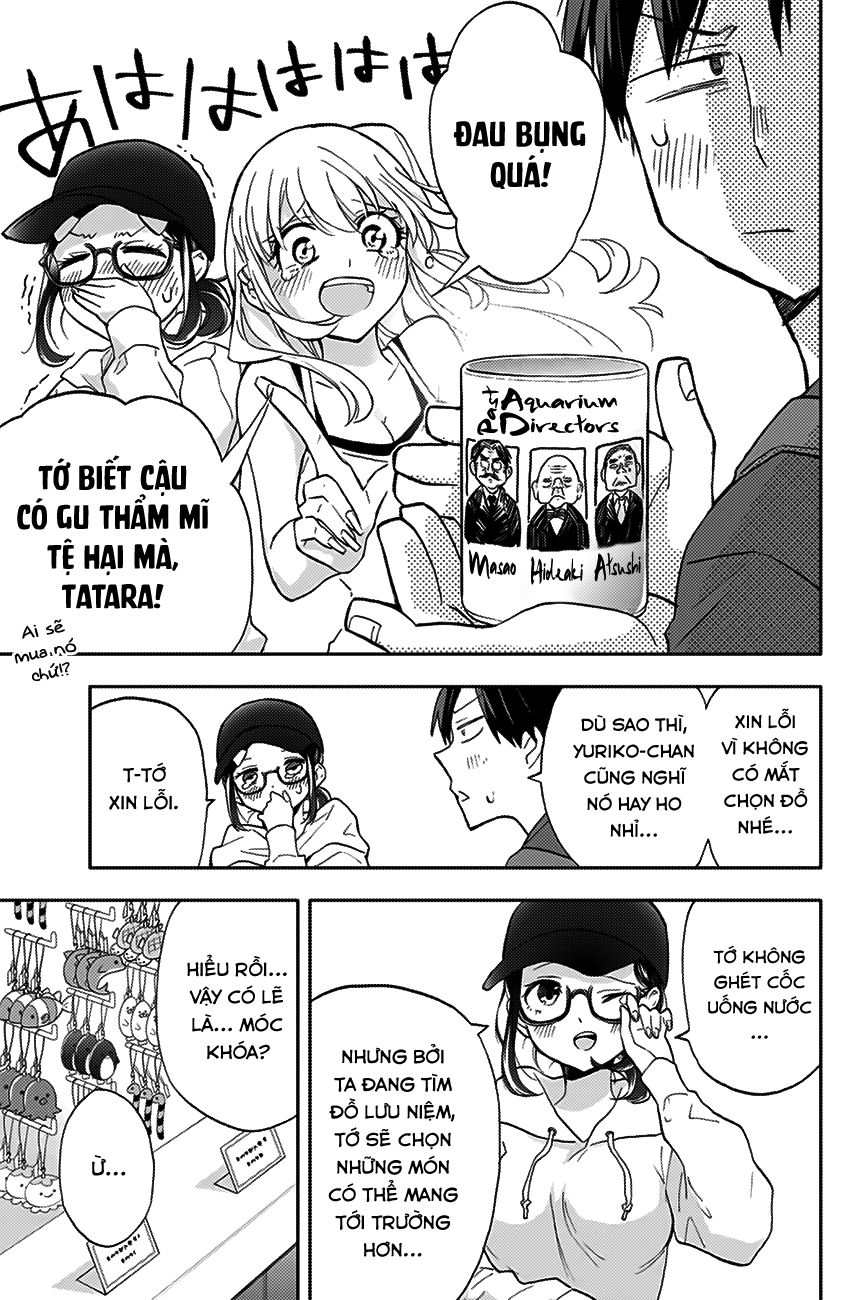 あはははははは
ĐAU BỤNG
QUÁ!
TỚ BIẾT CẬU
CÓ GU THẨM MĨ
TỆ HẠI MÀ,
TATARA!
Ai sẽ
mua nó
chứ!?
Aquarium
Directors
Masao Hideaki Atsushi
XIN LỖI
VÌ KHÔNG
CÓ MẮT
CHỌN ĐỒ
NHÉ...
DÙ SAO THÌ,
YURIKO-CHAN
CŨNG NGHĨ
NÓ HAY HO
NHỈ...
T-TỚ
XIN LỖI.
TỚ KHÔNG
GHÉT CỐC
UỐNG NƯỚC
...
NHƯNG BỞI
TA ĐANG TÌM
ĐỒ LƯU NIỆM,
TỚ SẼ CHỌN
NHỮNG MÓN
CÓ THỂ MANG
TỚI TRƯỜNG
HƠN...
HIỂU RỒI...
VẬY CÓ LẼ
LÀ... MÓC
KHÓA?
Ừ...